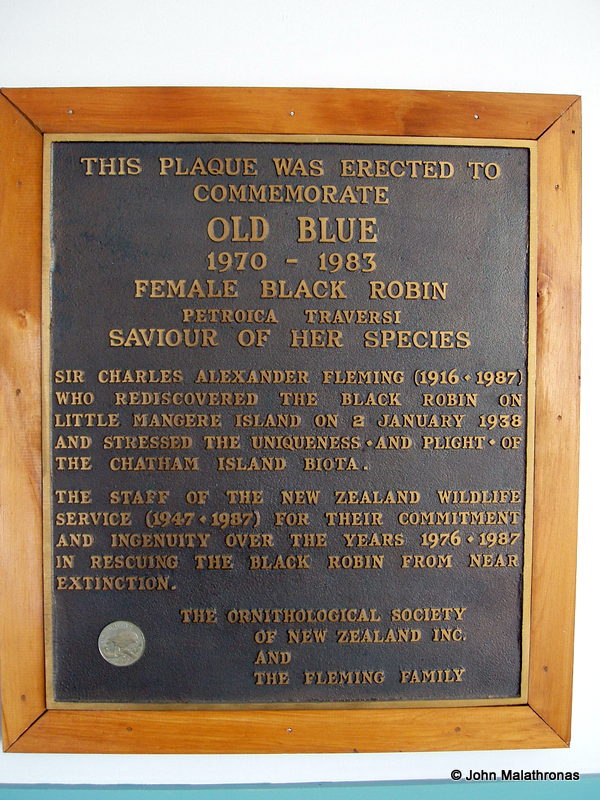 THIS PLAQUE WAS ERECTED TO
COMMEMORATE
OLD BLUE
1970 - 1983
FEMALE BLACK ROBIN
PETROICA TRAVERSI
SAVIOUR OF HER SPECIES
SIR CHARLES ALEXANDER FLEMING (1916 • 1987)
WHO REDISCOVERED THE BLACK ROBIN ON
LITTLE MANGERE ISLAND ON 2 JANUARY 1938
AND STRESSED THE UNIQUENESS • AND PLIGHT • OF
THE CHATHAM ISLAND BIOTA.
THE STAFF OF THE NEW ZEALAND WILDLIFE
SERVICE (1947 • 1987) FOR THEIR COMMITMENT
AND INGENUITY OVER THE YEARS 1976 • 1987
IN RESCUING THE BLACK ROBIN FROM NEAR
EXTINCTION.
THE ORNITHOLOGICAL SOCIETY
OF NEW ZEALAND INC.
AND
THE FLEMING FAMILY
© John Malathronas